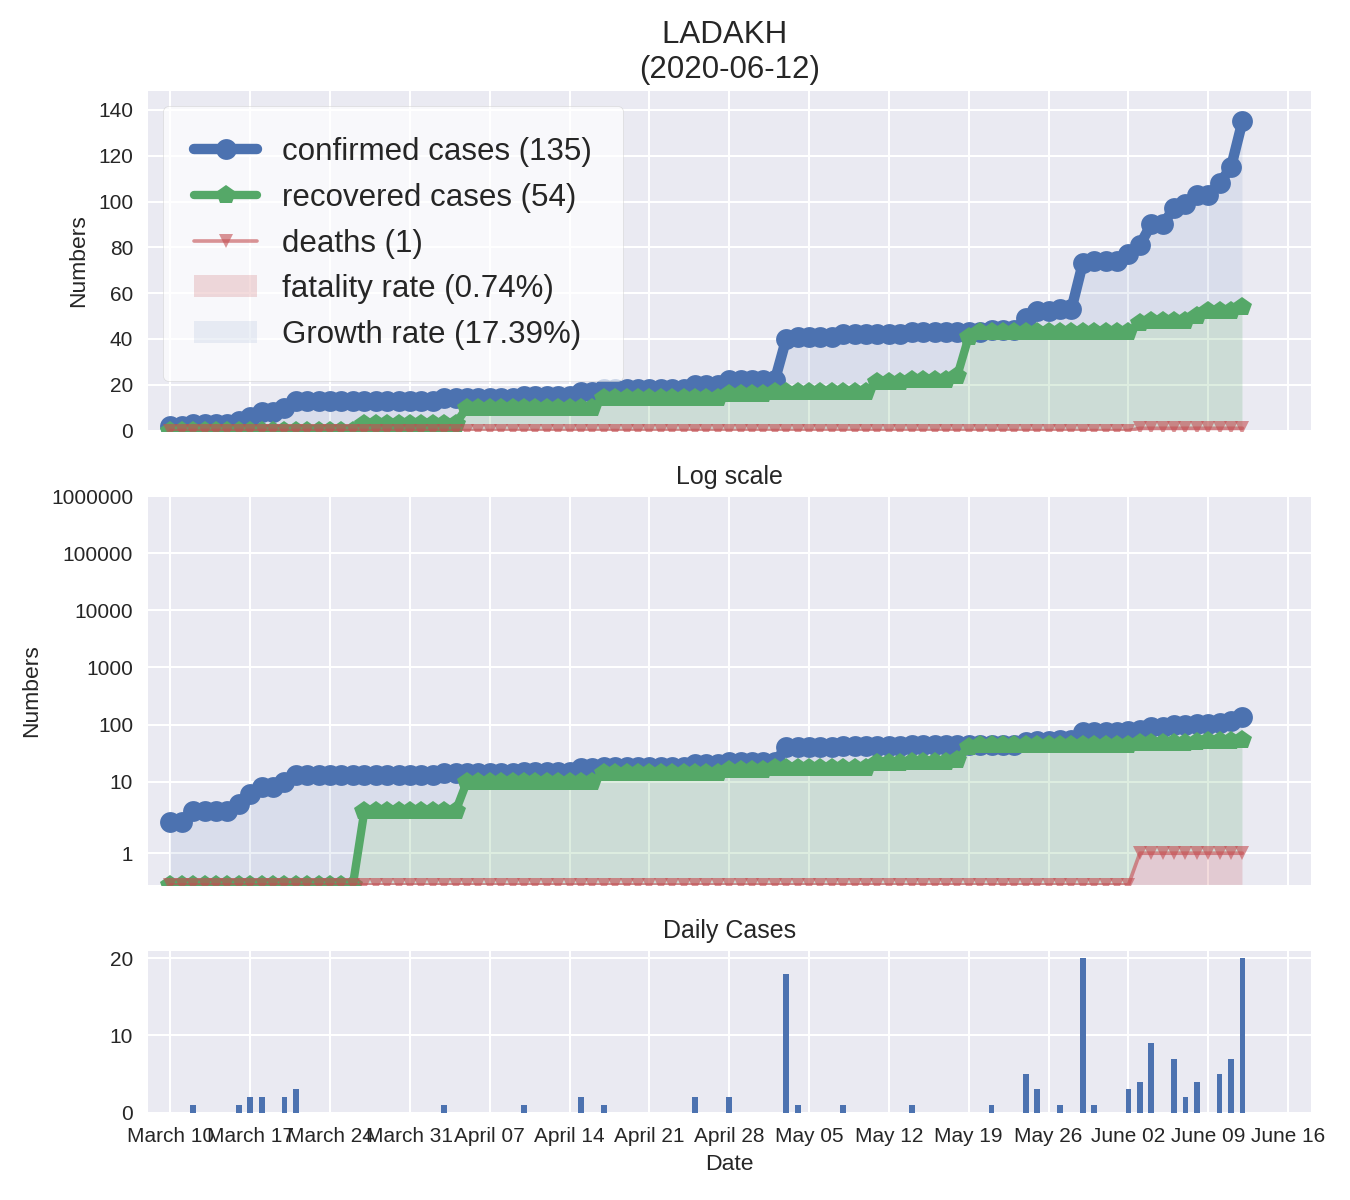 LADAKH
(2020-06-12)
140
120
100
80
60
40
20
0
Numbers
confirmed cases (135)
recovered cases (54)
deaths (1)
fatality rate (0.74%)
Growth rate (17.39%)
Log scale
1000000
100000
10000
1000
100
10
1
Numbers
Daily Cases
20
10
0
March 10 March 17 March 24 March 31 April 07 April 14 April 21 April 28 May 05 May 12 May 19 May 26 June 02 June 09 June 16
Date